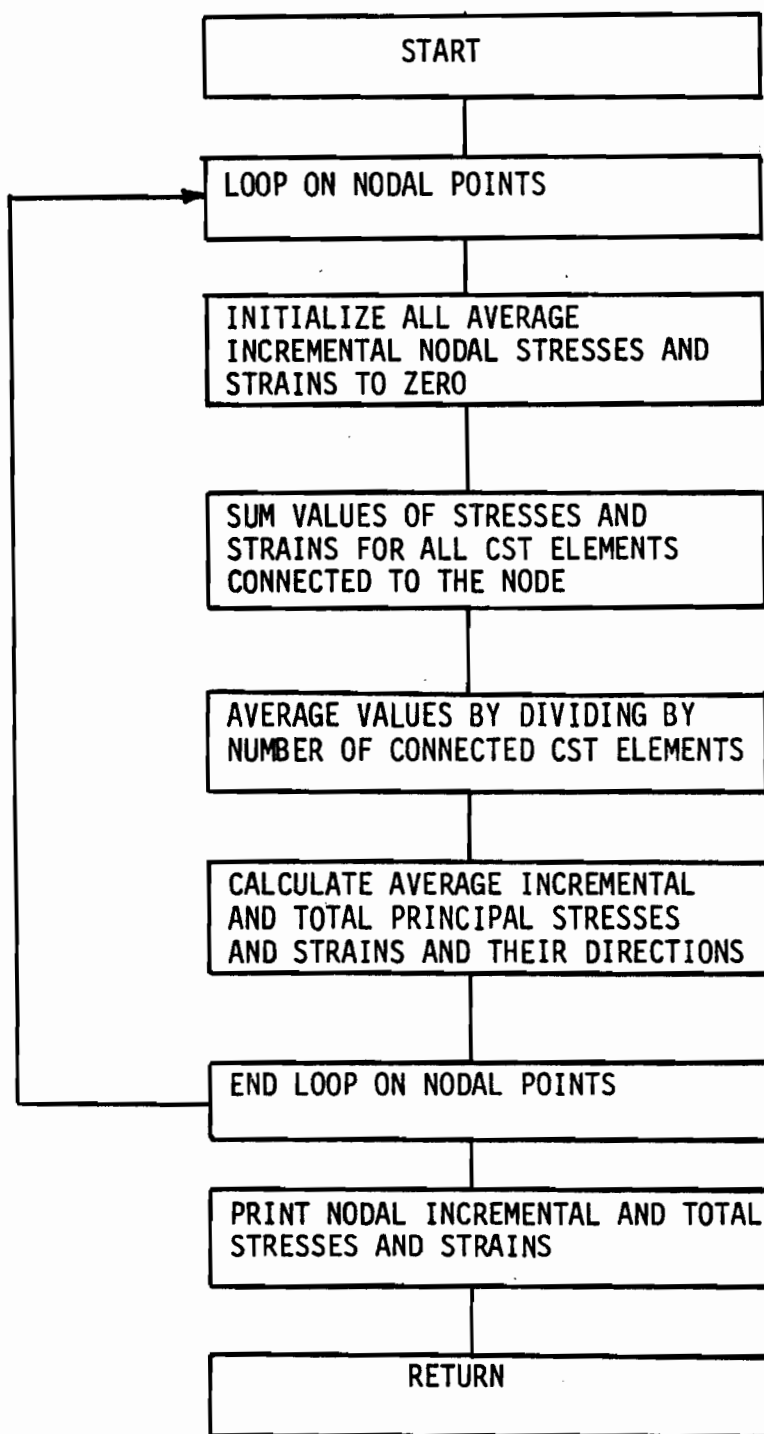 START
LOOP ON NODAL POINTS
INITIALIZE ALL AVERAGE
INCREMENTAL NODAL STRESSES AND
STRAINS TO ZERO
SUM VALUES OF STRESSES AND
STRAINS FOR ALL CST ELEMENTS
CONNECTED TO THE NODE
AVERAGE VALUES BY DIVIDING BY
NUMBER OF CONNECTED CST ELEMENTS
CALCULATE AVERAGE INCREMENTAL
AND TOTAL PRINCIPAL STRESSES
AND STRAINS AND THEIR DIRECTIONS
END LOOP ON NODAL POINTS
PRINT NODAL INCREMENTAL AND TOTAL
STRESSES AND STRAINS
RETURN